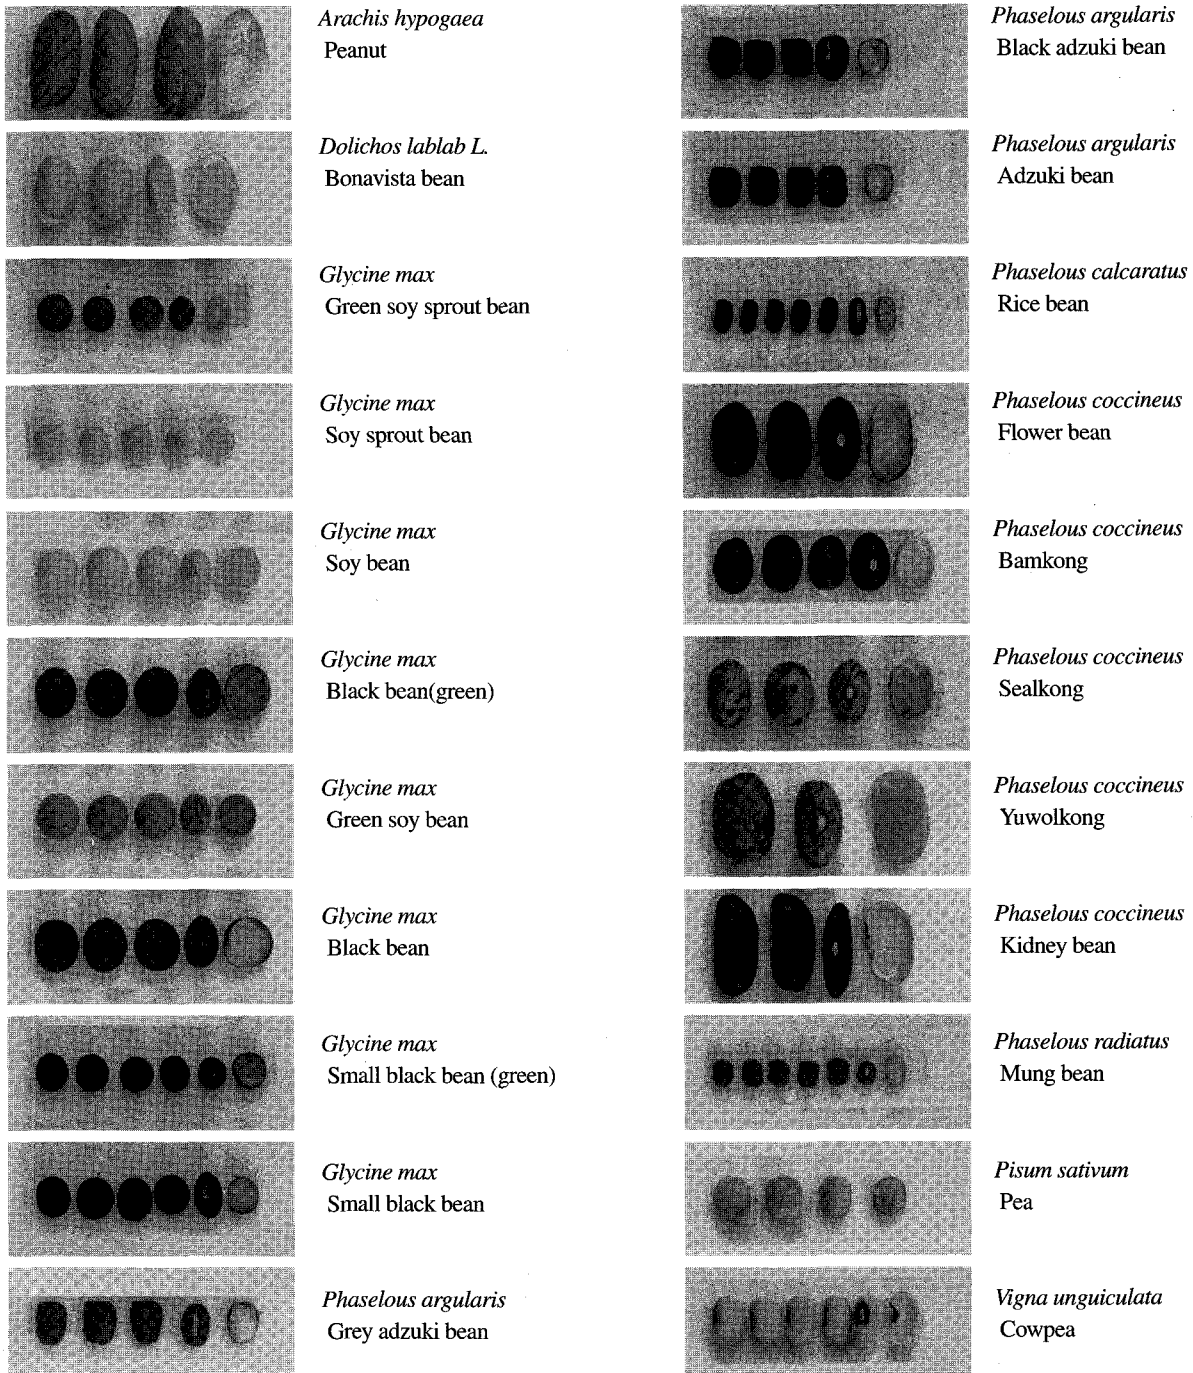 Arachis hypogaea
Peanut
Dolichos lablab L.
Bonavista bean
Glycine max
Green soy sprout bean
Glycine max
Soy sprout bean
Glycine max
Soy bean
Glycine max
Black bean(green)
Glycine max
Green soy bean
Glycine max
Black bean
Glycine max
Small black bean (green)
Glycine max
Small black bean
Phaselous argularis
Grey adzuki bean
Phaselous argularis
Black adzuki bean
Phaselous argularis
Adzuki bean
Phaselous calcaratus
Rice bean
Phaselous coccineus
Flower bean
Phaselous coccineus
Bamkong
Phaselous coccineus
Sealkong
Phaselous coccineus
Yuwolkong
Phaselous coccineus
Kidney bean
Phaselous radiatus
Mung bean
Pisum sativum
Pea
Vigna unguiculata
Cowpea